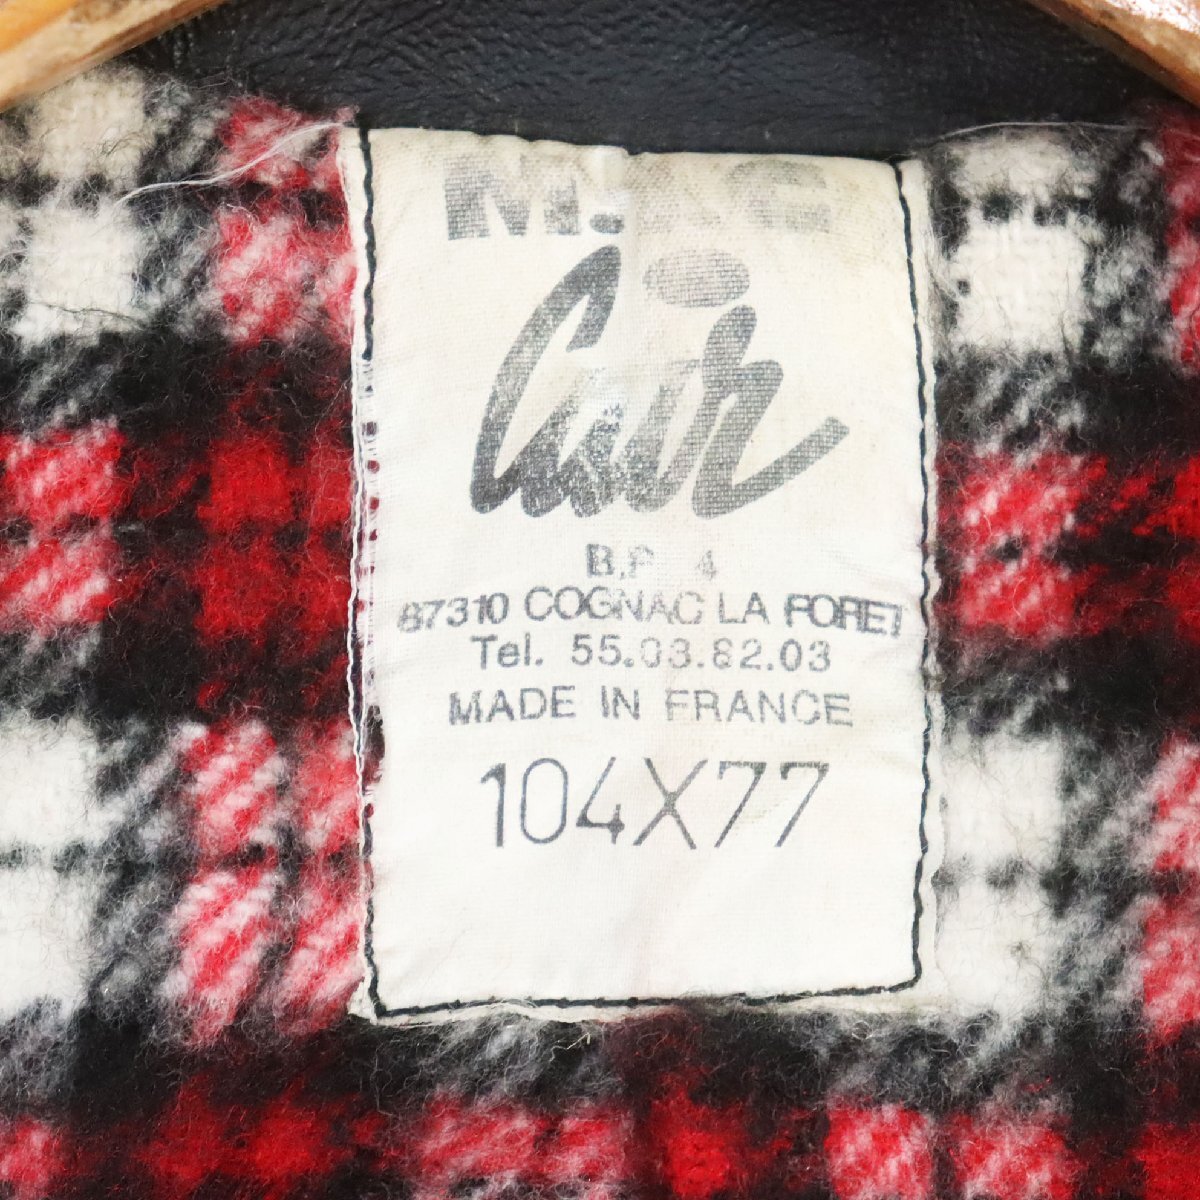 Cuir
B.P 4
87310 COGNAC LA FORET
Tel. 55.03.82.03
MADE IN FRANCE
104X77